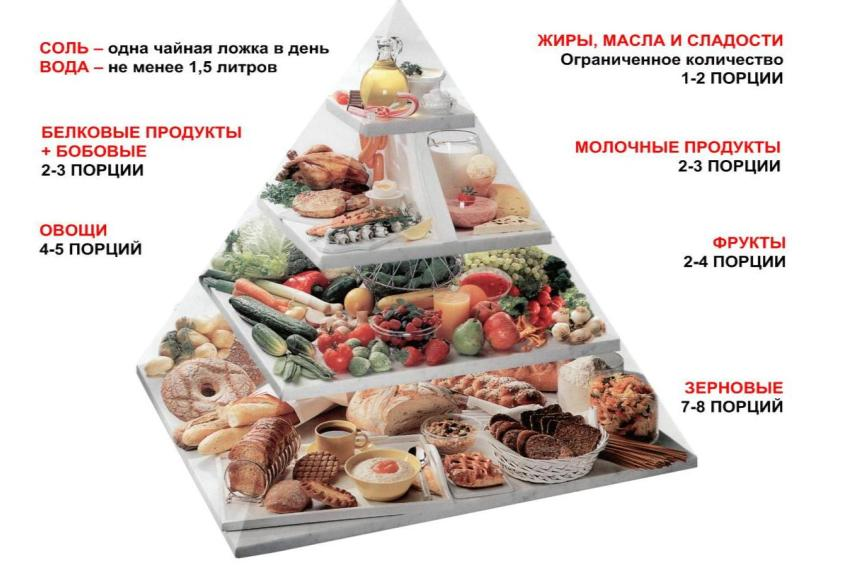 СОЛЬ – одна чайная ложка в день
ВОДА – не менее 1,5 литров
ЖИРЫ, МАСЛА И СЛАДОСТИ
Ограниченное количество
1-2 ПОРЦИИ
БЕЛКОВЫЕ ПРОДУКТЫ
+ БОБОВЫЕ
2-3 ПОРЦИИ
МОЛОЧНЫЕ ПРОДУКТЫ
2-3 ПОРЦИИ
ОВОЩИ
4-5 ПОРЦИЙ
ФРУКТЫ
2-4 ПОРЦИИ
ЗЕРНОВЫЕ
7-8 ПОРЦИЙ